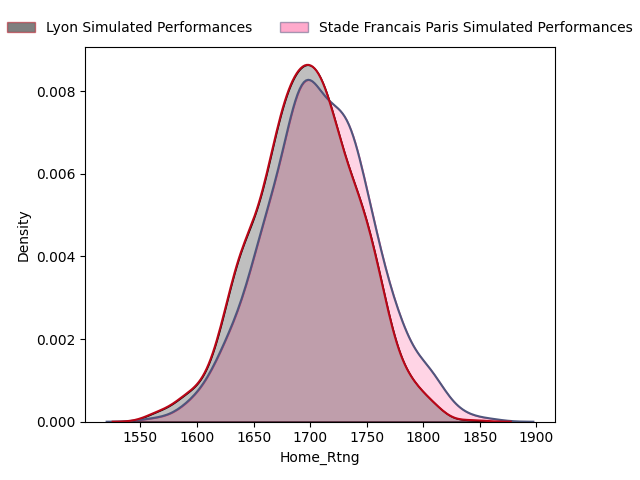 Lyon Simulated Performances
Stade Francais Paris Simulated Performances
0.008
0.006
0.004
0.002
0.000
Density
1550 1600 1650 1700 1750 1800 1850 1900
Home_Rtng